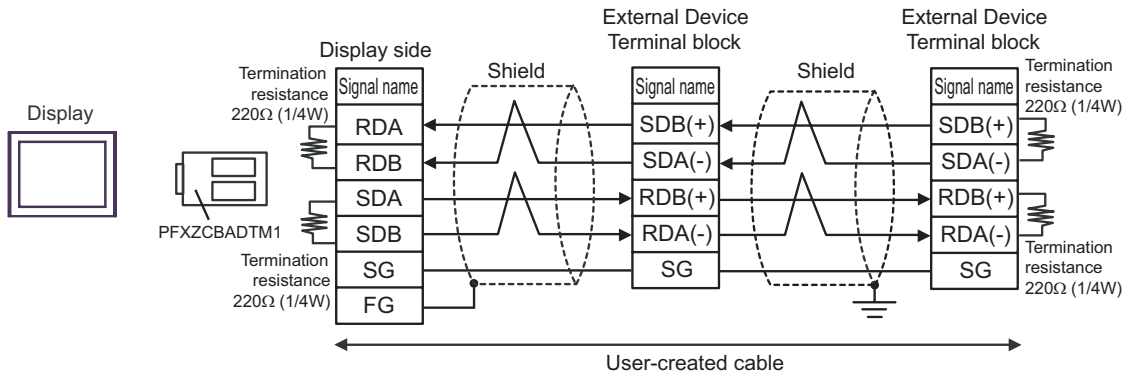 Display
PFXZCBADTM1
Display side
Termination
resistance
220Ω (1/4W)
Signal name
RDA
RDB
SDA
SDB
SG
FG
Termination
resistance
220Ω (1/4W)
Shield
External Device
Terminal block
Signal name
SDB(+)
SDA(-)
RDB(+)
RDA(-)
SG
Shield
External Device
Terminal block
Signal name
SDB(+)
SDA(-)
RDB(+)
RDA(-)
SG
Termination
resistance
220Ω (1/4W)
Termination
resistance
220Ω (1/4W)
User-created cable